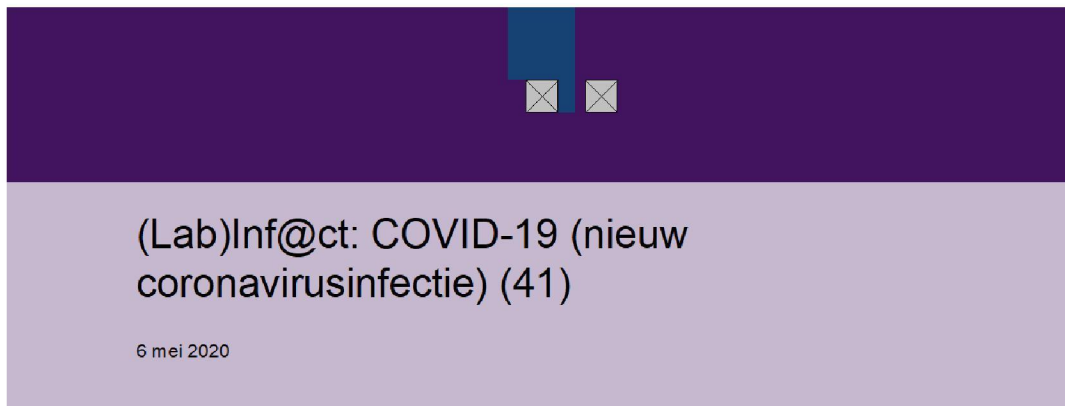 (Lab)Inf@ct: COVID-19 (nieuw
coronavirusinfectie) (41)
6 mei 2020